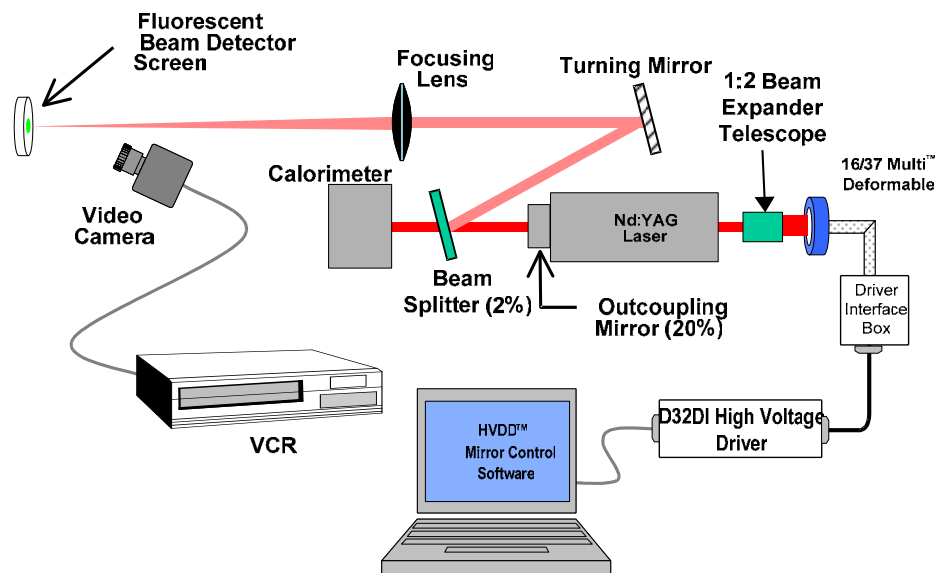 Fluorescent
Beam Detector
Screen
Focusing
Lens
Turning Mirror
1:2 Beam
Expander
Telescope
16/37 Multi™
Deformable
Calorimeter
Video
Camera
Nd:YAG
Laser
Beam
Splitter (2%)
Outcoupling
Mirror (20%)
Driver
Interface
Box
VCR
HVDD™
Mirror Control
Software
D32DI High Voltage
Driver